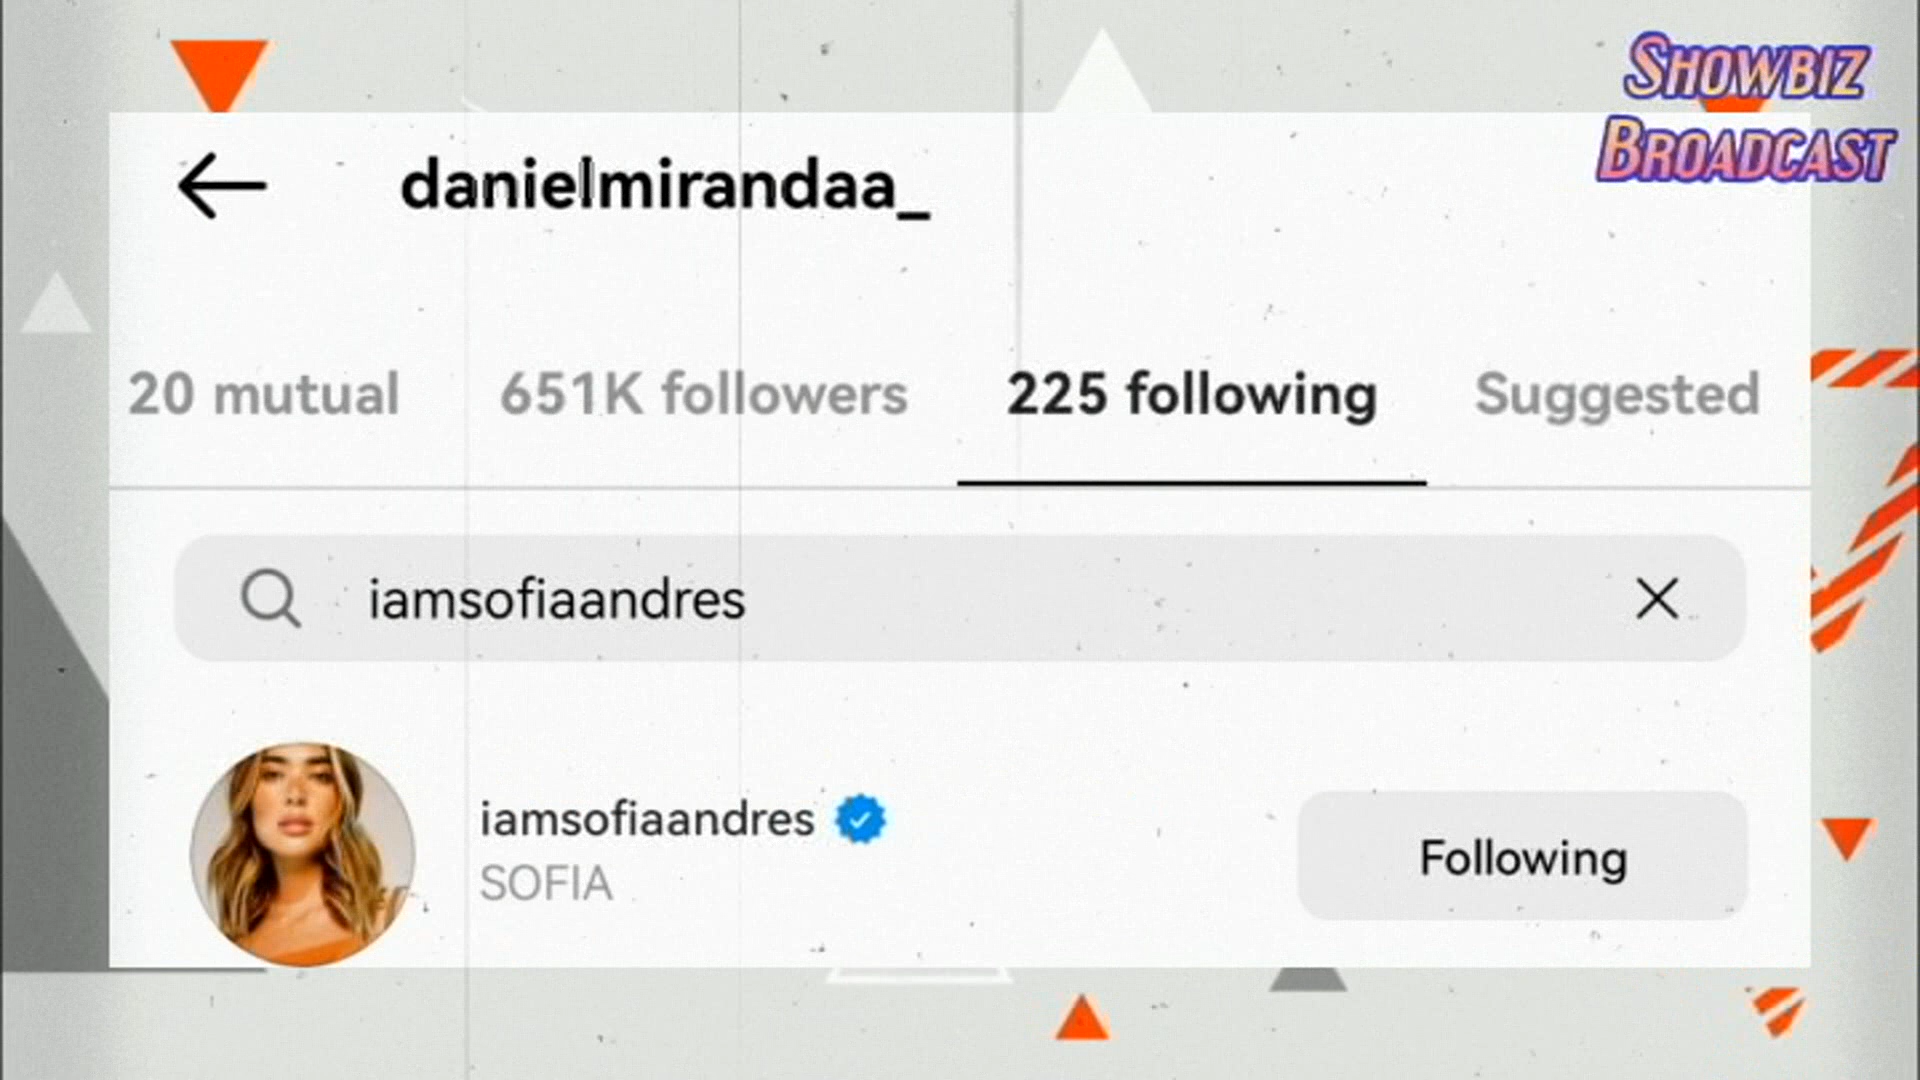 SHOWBIZ
BROADCAST
danielmirandaa_
20 mutual 651K followers 225 following Suggested
iamsofiaandres
iamsofiaandres
SOFIA
Following